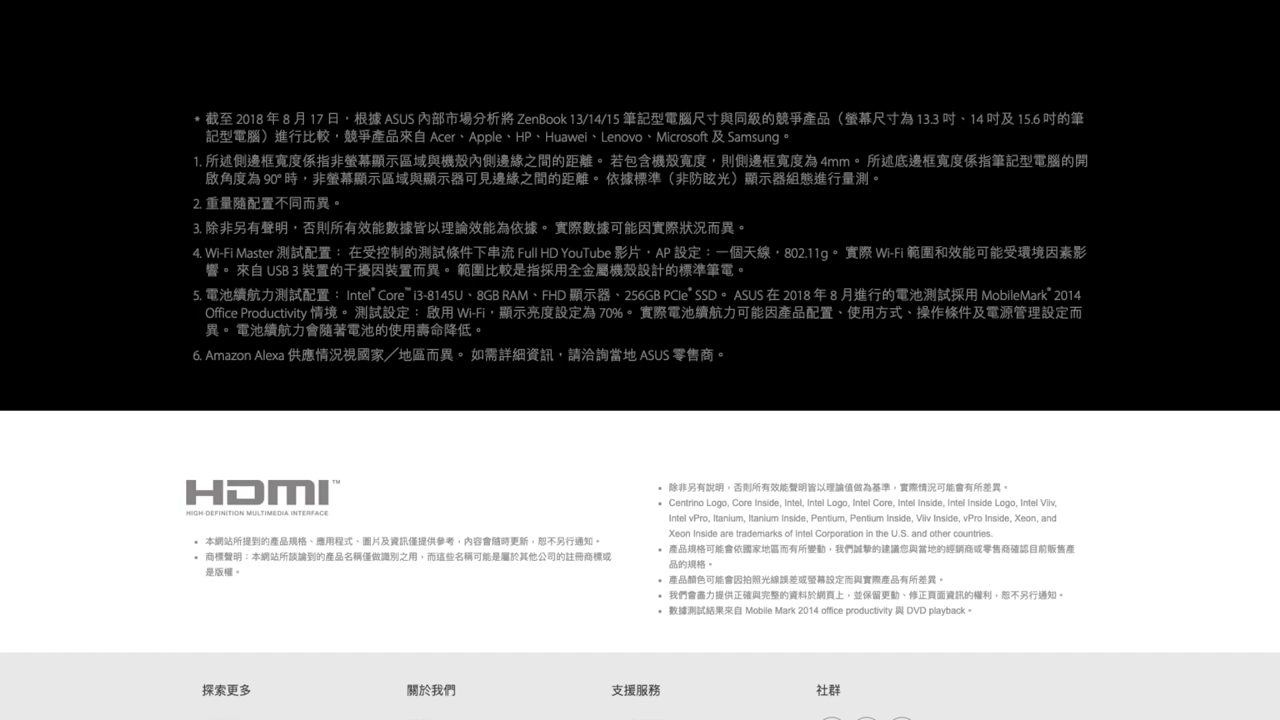 * 截至 2018 年 8 月 17 日，根據 ASUS 內部市場分析將 ZenBook 13/14/15 筆記型電腦尺寸與同級的競爭產品（螢幕尺寸為 13.3 吋、14 吋及 15.6 吋的筆
記型電腦）進行比較，競爭產品來自 Acer、Apple、HP、Huawei、Lenovo、Microsoft 及 Samsung。
1. 所述側邊框寬度係指非螢幕顯示區域與機殼內側邊緣之間的距離。 若包含機殼寬度，則側邊框寬度為 4mm。 所述底邊框寬度係指筆記型電腦的開
啟角度為 90° 時，非螢幕顯示區域與顯示器可見邊緣之間的距離。 依據標準（非防眩光）顯示器組態進行量測。
2. 重量隨配置不同而異。
3. 除非另有聲明，否則所有效能數據皆以理論效能為依據。 實際數據可能因實際狀況而異。
4. Wi-Fi Master 測試配置： 在受控制的測試條件下串流 Full HD YouTube 影片，AP 設定：一個天線，802.11g。 實際 Wi-Fi 範圍和效能可能受環境因素影
響。 來自 USB 3 裝置的干擾因裝置而異。 範圍比較是指採用全金屬機殼設計的標準筆電。
5. 電池續航力測試配置： Intel® Core™ i3-8145U、8GB RAM、FHD 顯示器、256GB PCIe® SSD。 ASUS 在 2018 年 8 月進行的電池測試採用 MobileMark® 2014
Office Productivity 情境。 測試設定： 啟用 Wi-Fi，顯示亮度設定為 70%。 實際電池續航力可能因產品配置、使用方式、操作條件及電源管理設定而
異。 電池續航力會隨著電池的使用壽命降低。
6. Amazon Alexa 供應情況視國家／地區而異。 如需詳細資訊，請洽詢當地 ASUS 零售商。
HDMI™
HIGH-DEFINITION MULTIMEDIA INTERFACE
• 本網站所提到的產品規格、應用程式、圖片及資訊僅提供參考，內容會隨時更新，恕不另行通知。
• 商標聲明：本網站所談論到的產品名稱僅做識別之用，而這些名稱可能是屬於其他公司的註冊商標或
是版權。
• 除非另有說明，否則所有效能聲明皆以理論值做為基準，實際情況可能會有所差異。
• Centrino Logo, Core Inside, Intel, Intel Logo, Intel Core, Intel Inside, Intel Inside Logo, Intel Viiv,
Intel vPro, Itanium, Itanium Inside, Pentium, Pentium Inside, Viiv Inside, vPro Inside, Xeon, and
Xeon Inside are trademarks of Intel Corporation in the U.S. and other countries.
• 產品規格可能會依國家地區而有所變動，我們誠摯的建議您與當地的經銷商或零售商確認目前販售產
品的規格。
• 產品顏色可能會因拍照光線誤差或螢幕設定而與實際產品有所差異。
• 我們會盡力提供正確與完整的資料於網頁上，並保留更動、修正頁面資訊的權利，恕不另行通知。
• 數據測試結果來自 Mobile Mark 2014 office productivity 與 DVD playback。
探索更多
關於我們
支援服務
社群